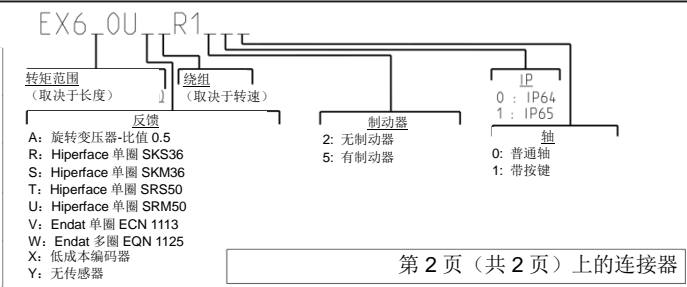 EX6_0U__R1___
转矩范围
（取决于长度）
绕组
（取决于转速）
IP
0 : IP64
1 : IP65
反馈
A：旋转变压器-比值 0.5
R：Hiperface 单圈 SKS36
S：Hiperface 单圈 SKM36
T：Hiperface 单圈 SRS50
U：Hiperface 单圈 SRM50
V：Endat 单圈 ECN 1113
W：Endat 多圈 EQN 1125
X：低成本编码器
Y：无传感器
制动器
2: 无制动器
5: 有制动器
轴
0: 普通轴
1: 带按键
第 2 页（共 2 页）上的连接器